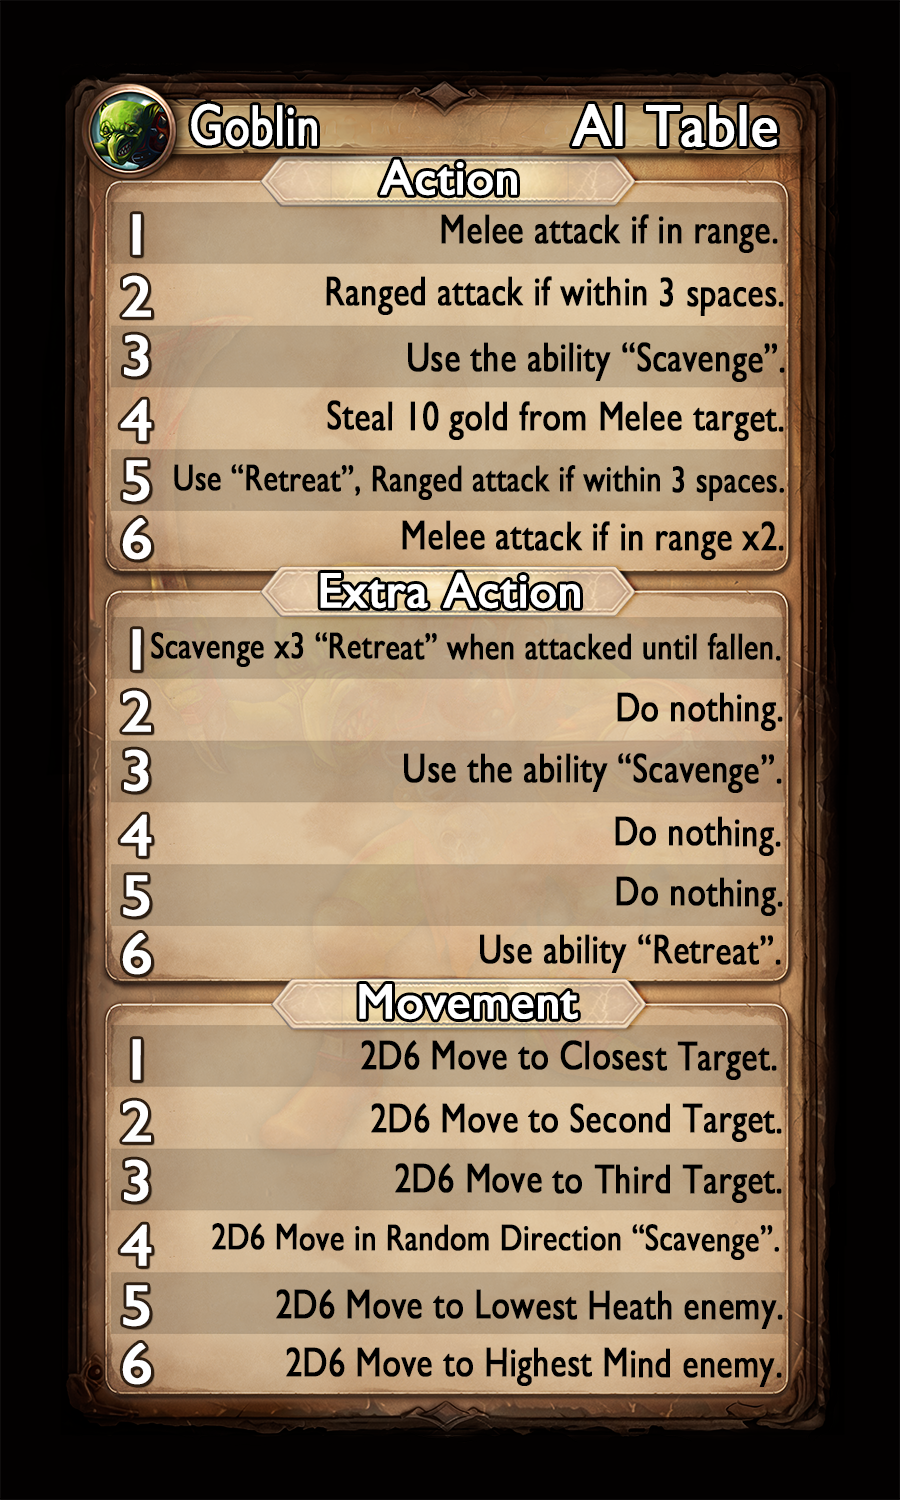 Goblin AI Table
Action
1 Melee attack if in range.
2 Ranged attack if within 3 spaces.
3 Use the ability “Scavenge”.
4 Steal 10 gold from Melee target.
5 Use “Retreat”, Ranged attack if within 3 spaces.
6 Melee attack if in range x2.
Extra Action
1 Scavenge x3 “Retreat” when attacked until fallen.
2 Do nothing.
3 Use the ability “Scavenge”.
4 Do nothing.
5 Do nothing.
6 Use ability “Retreat”.
Movement
1 2D6 Move to Closest Target.
2 2D6 Move to Second Target.
3 2D6 Move to Third Target.
4 2D6 Move in Random Direction “Scavenge”.
5 2D6 Move to Lowest Heath enemy.
6 2D6 Move to Highest Mind enemy.